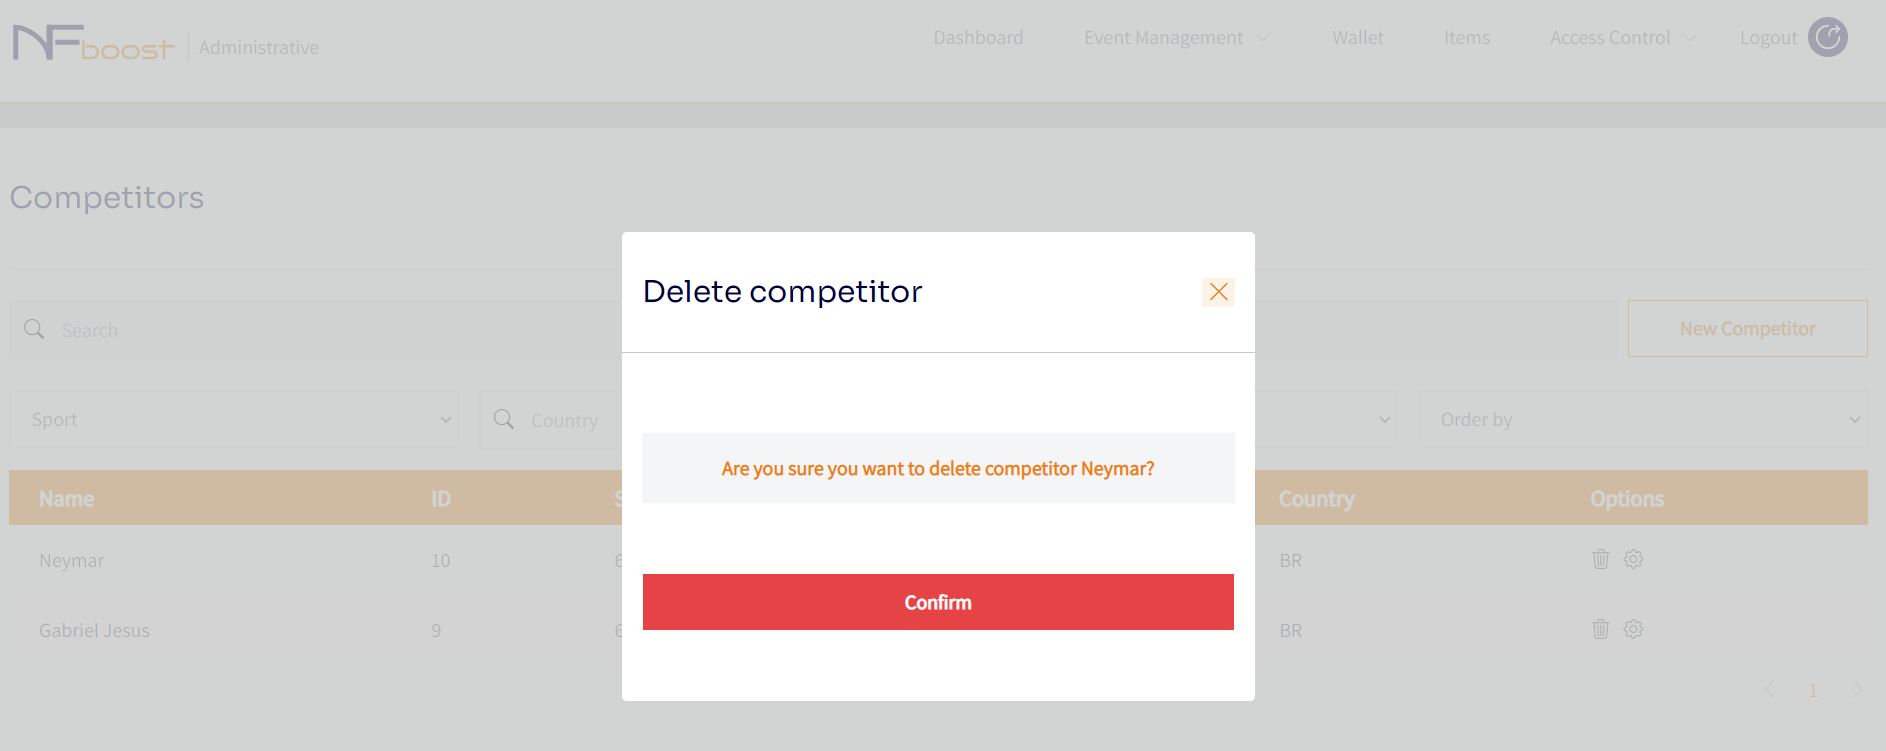 NFboost Administrative
Dashboard Event Management Wallet Items Access Control Logout
Competitors
Delete competitor
Search
New Competitor
Sport Country Order by
Are you sure you want to delete competitor Neymar?
Name ID Country Options
Neymar 10 BR
Confirm
Gabriel Jesus 9 BR
1